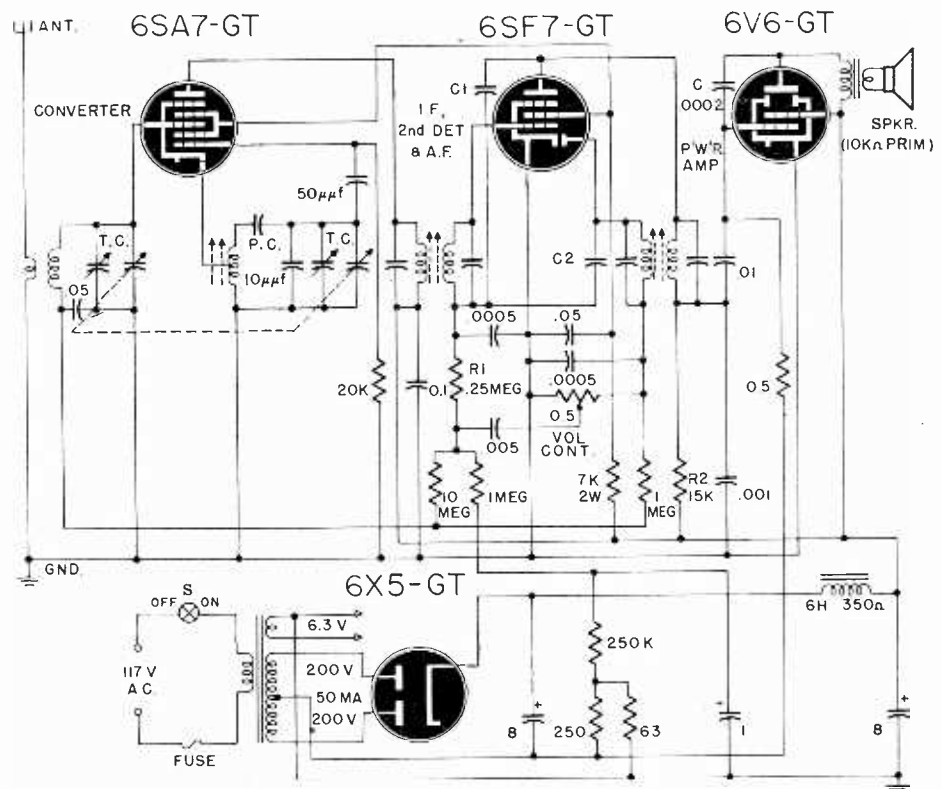 ANT.
6SA7-GT
6SF7-GT
6V6-GT
CONVERTER
C1
I F,
2nd DET
& A.F.
C
0002
P'W'R
AMP
SPKR.
(10KΩ PRIM)
50μμf
T.C.
P.C.
T.C.
10μμf
C2
01
05
.0005
.05
20K
0.1
R1
.25MEG
.0005
0.5
VOL
CONT.
05
005
10
MEG
1MEG
7K
2W
1
MEG
R2
15K
.001
GND.
6X5-GT
S
OFF
ON
6.3 V
6H
350Ω
117 V
A.C.
200 V
50 MA
200 V
250K
+
8
250
63
+
1
+
8
FUSE